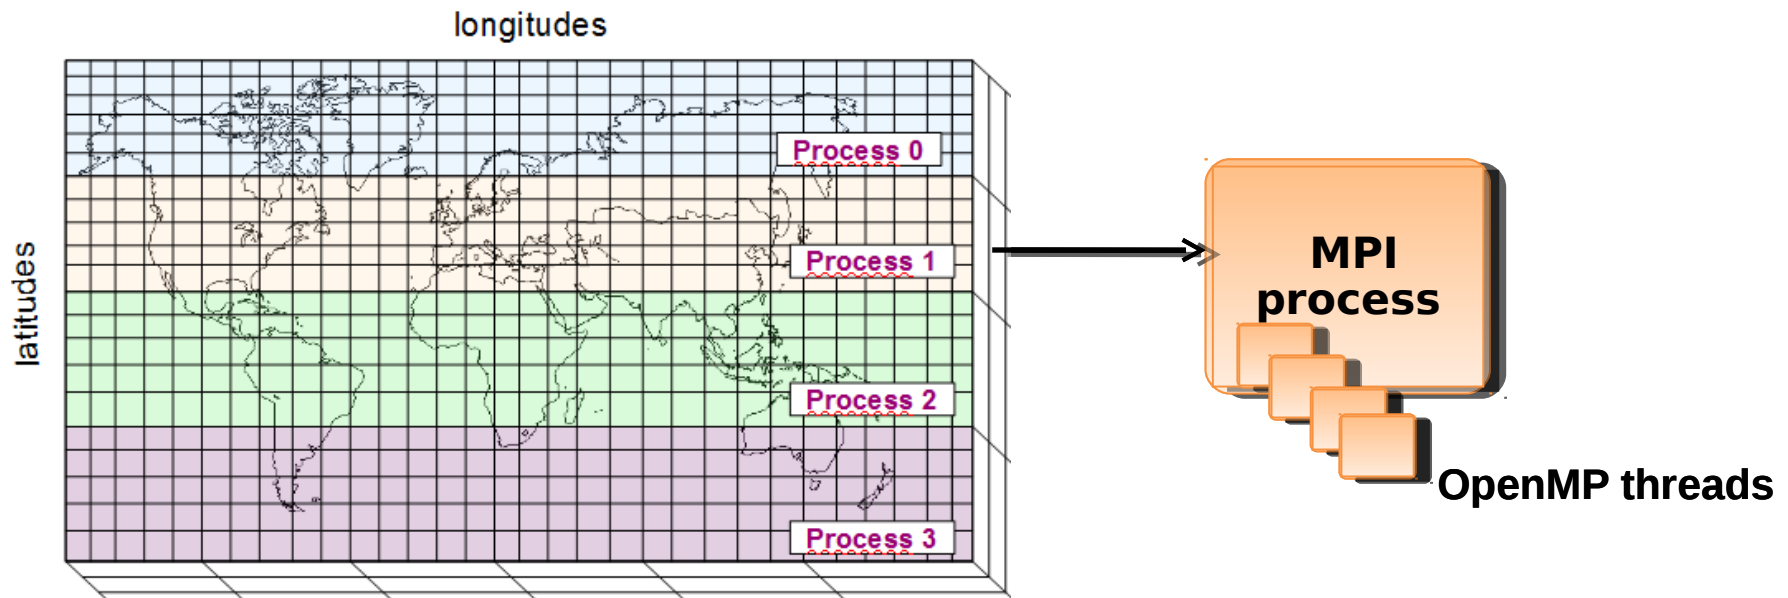 longitudes
latitudes
Process 0
Process 1
Process 2
Process 3
MPI
process
OpenMP threads